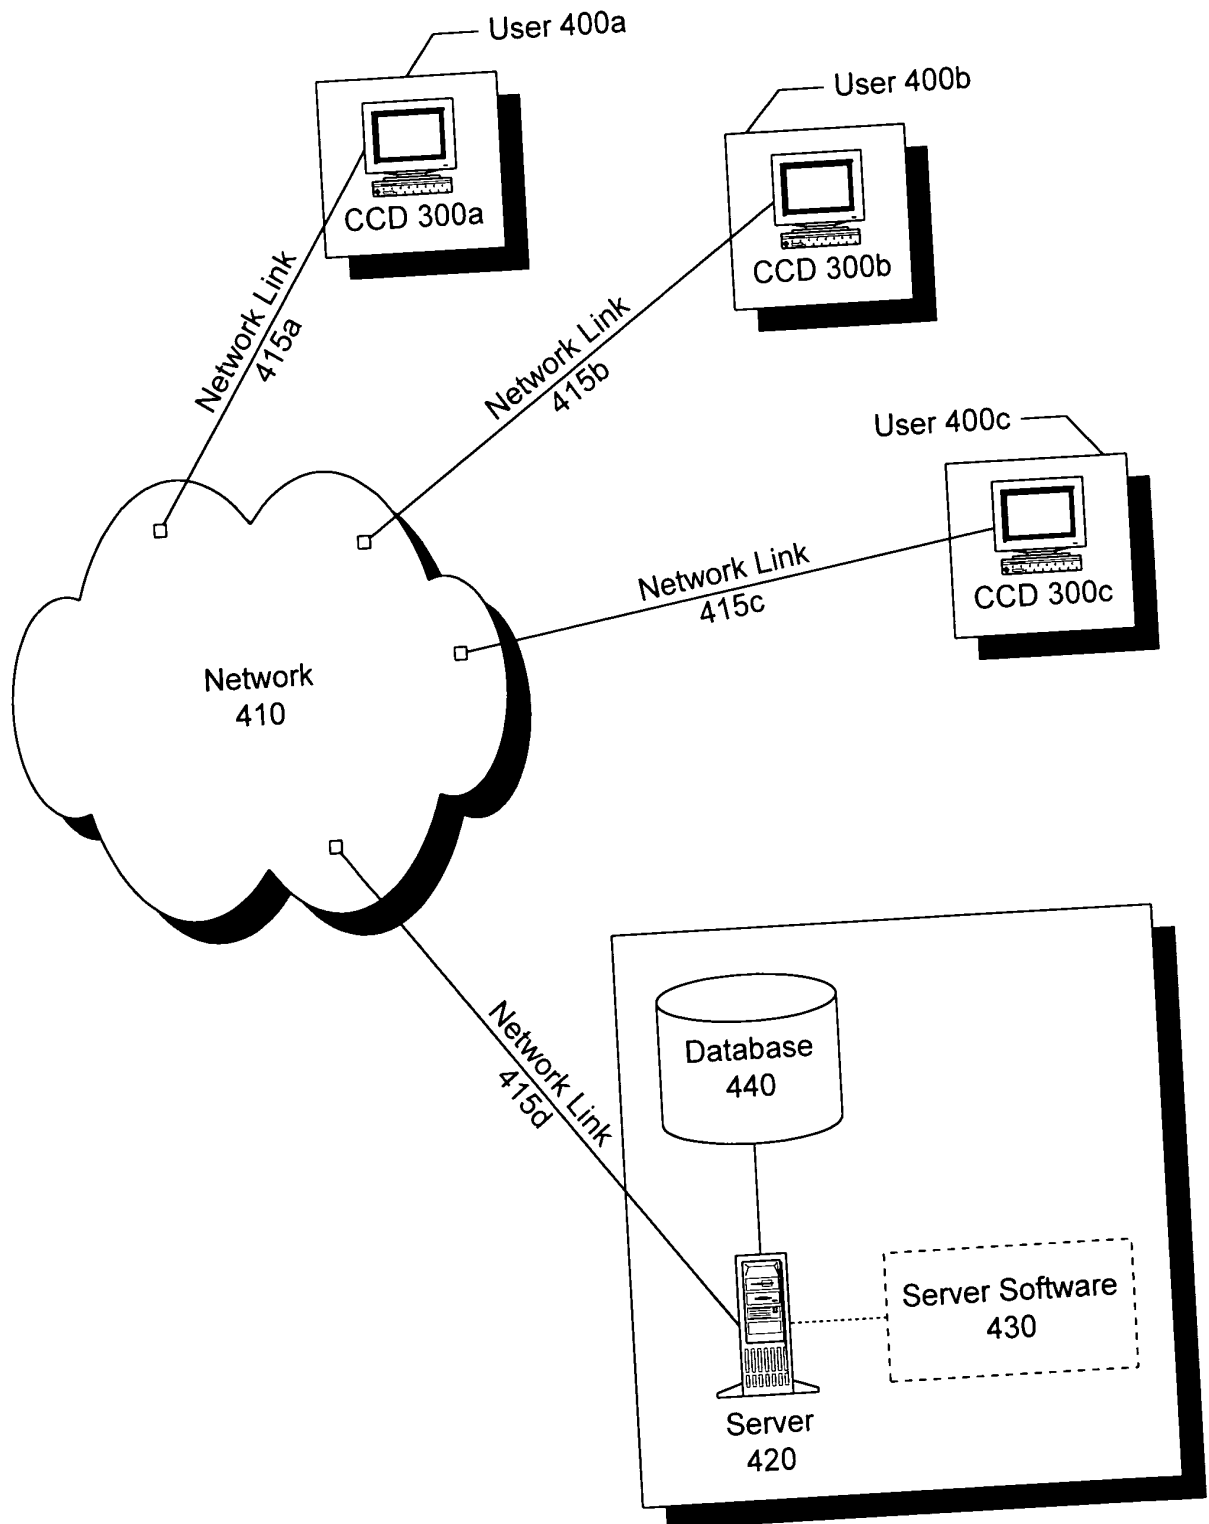 User 400a
CCD 300a
User 400b
CCD 300b
Network Link
415a
Network Link
415b
User 400c
CCD 300c
Network Link
415c
Network
410
Network Link
415d
Database
440
Server Software
430
Server
420